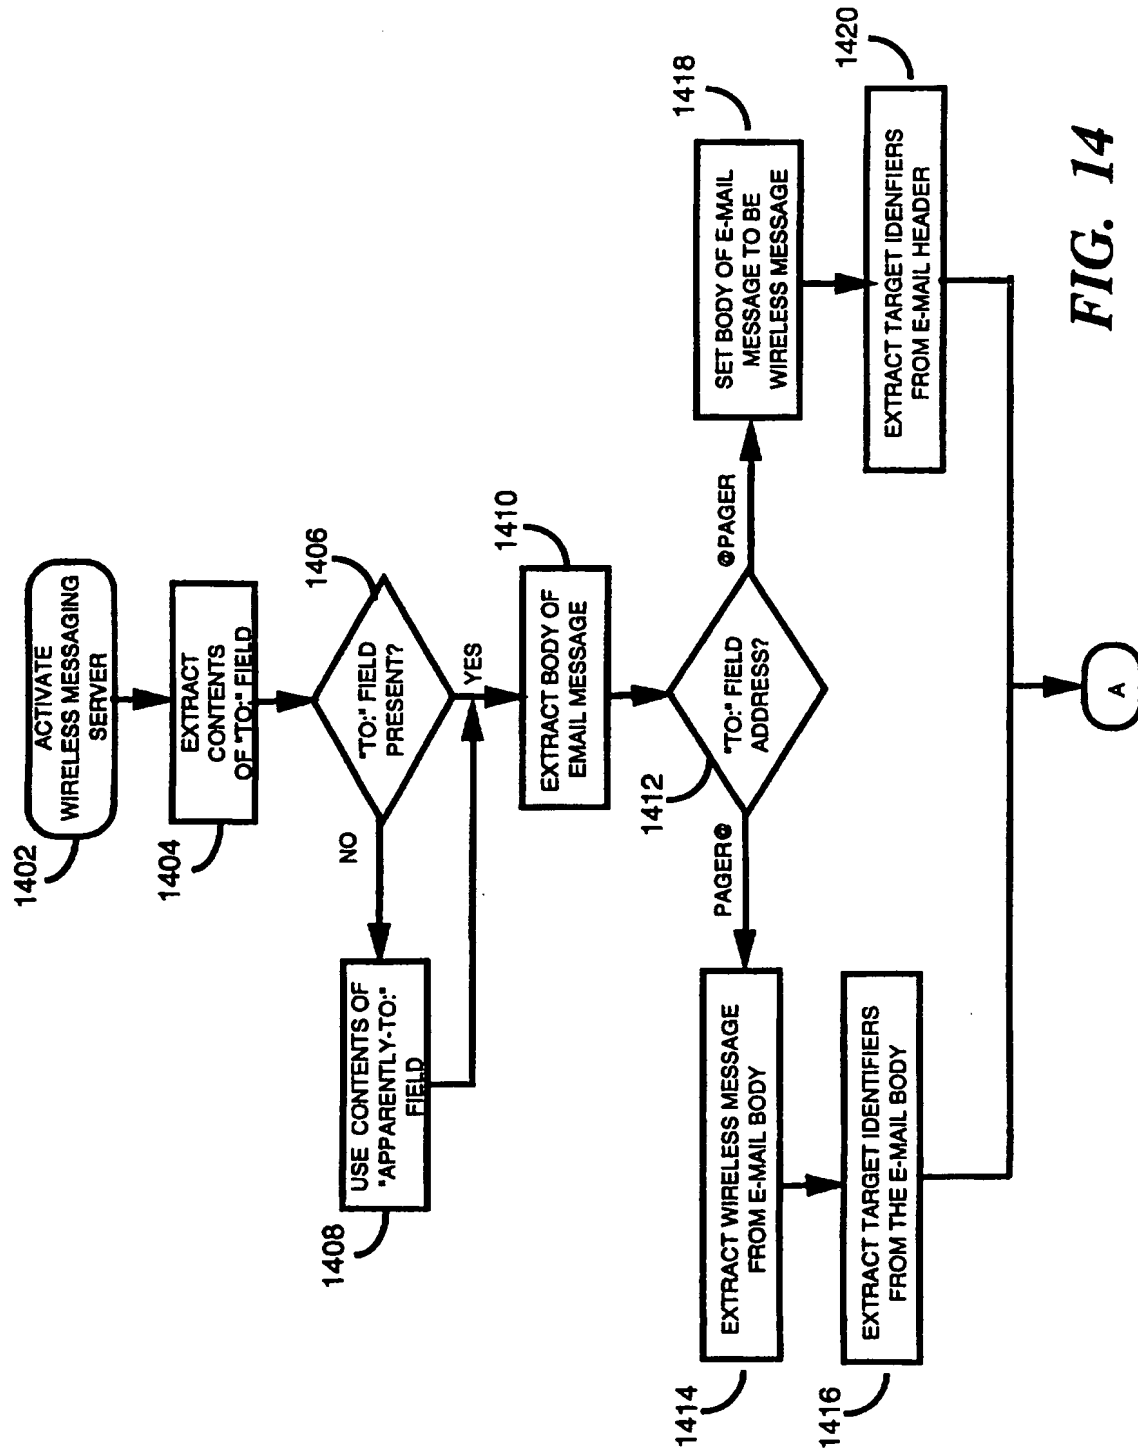 1402
ACTIVATE
WIRELESS MESSAGING
SERVER
1404
EXTRACT
CONTENTS
OF "TO:" FIELD
1406
"TO:" FIELD
PRESENT?
NO
YES
1408
USE CONTENTS OF
"APPARENTLY-TO:"
FIELD
1410
EXTRACT BODY OF
EMAIL MESSAGE
1412
"TO:" FIELD
ADDRESS?
PAGER@
@PAGER
1414
EXTRACT WIRELESS MESSAGE
FROM E-MAIL BODY
1416
EXTRACT TARGET IDENTIFIERS
FROM THE E-MAIL BODY
1418
SET BODY OF E-MAIL
MESSAGE TO BE
WIRELESS MESSAGE
1420
EXTRACT TARGET IDENFIERS
FROM E-MAIL HEADER
A
FIG. 14